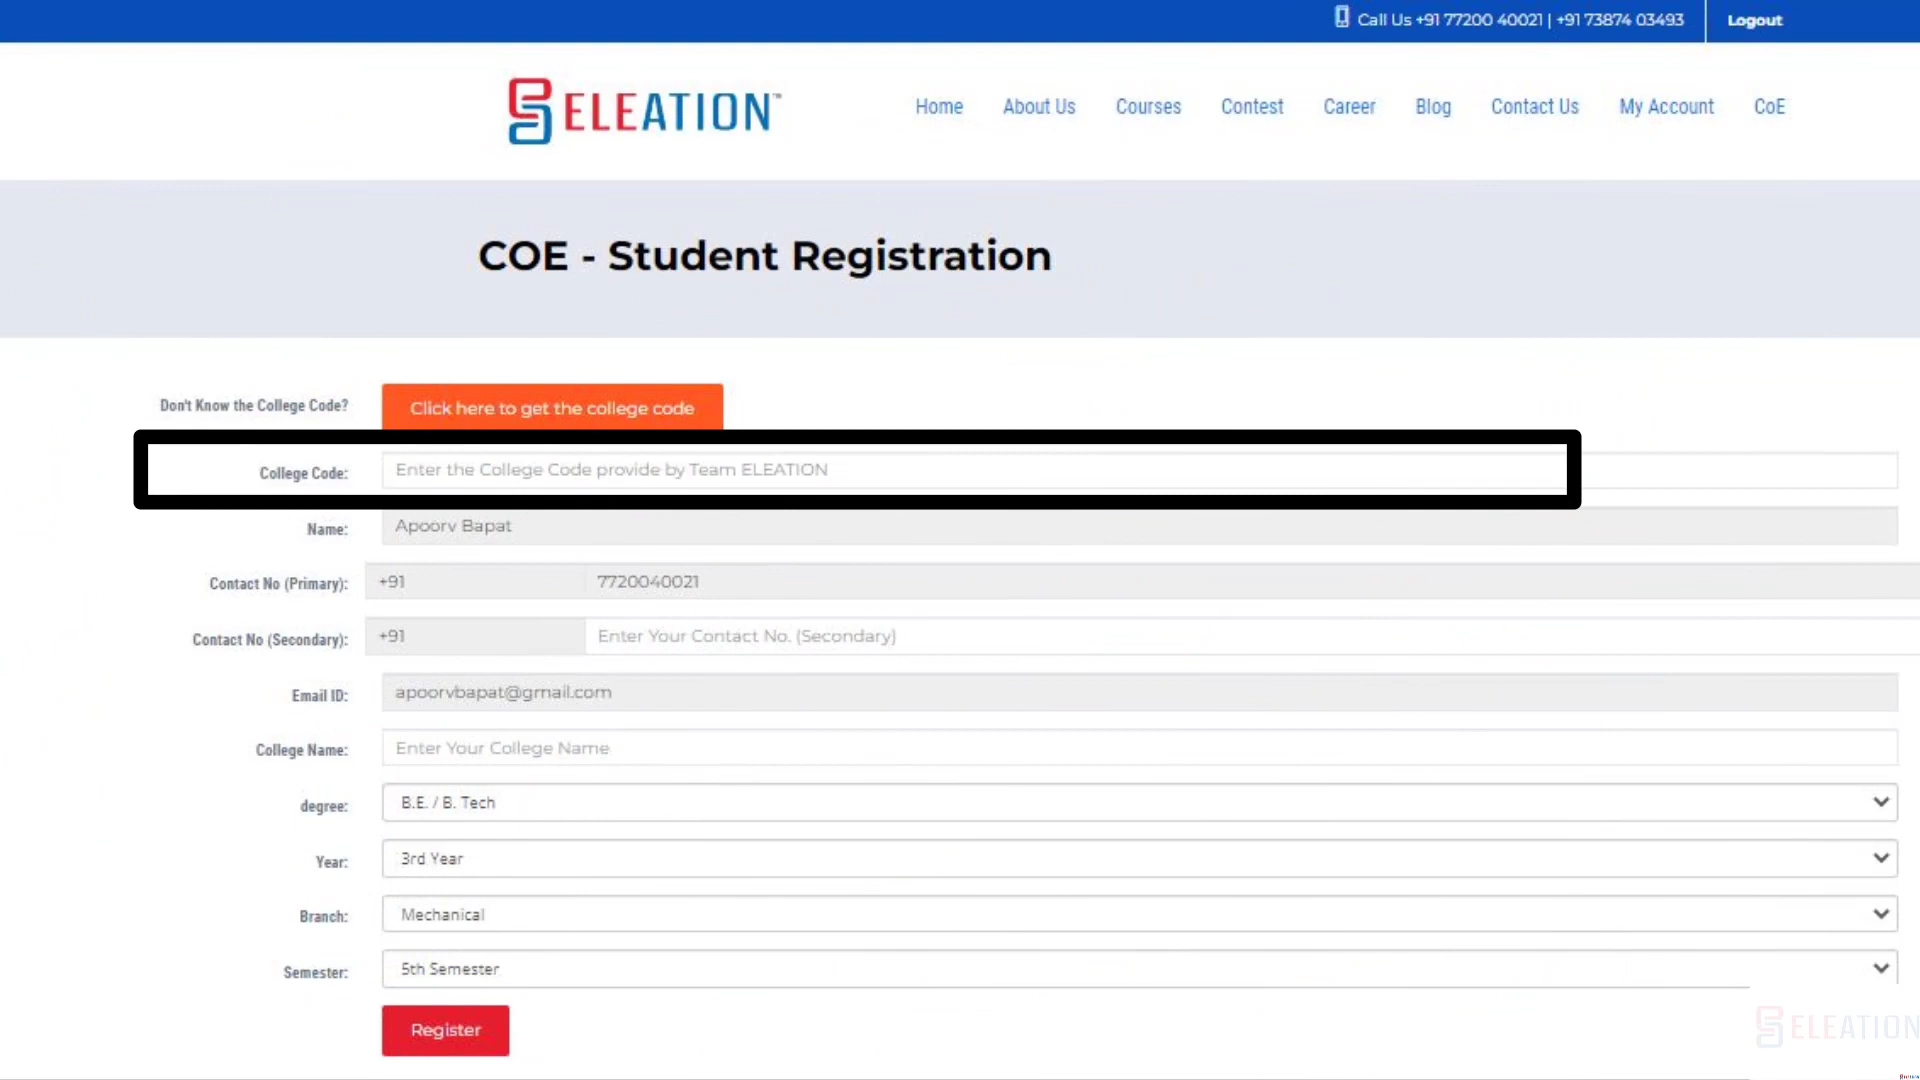 Call Us +91 77200 40021 | +91 73874 03493 Logout
ELEATION™
Home About Us Courses Contest Career Blog Contact Us My Account CoE
COE - Student Registration
Don't Know the College Code? Click here to get the college code
College Code: Enter the College Code provide by Team ELEATION
Name: Apoorv Bapat
Contact No (Primary): +91 7720040021
Contact No (Secondary): +91 Enter Your Contact No. (Secondary)
Email ID: apoorvbapat@gmail.com
College Name: Enter Your College Name
degree: B.E. / B. Tech
Year: 3rd Year
Branch: Mechanical
Semester: 5th Semester
Register
ELEATION